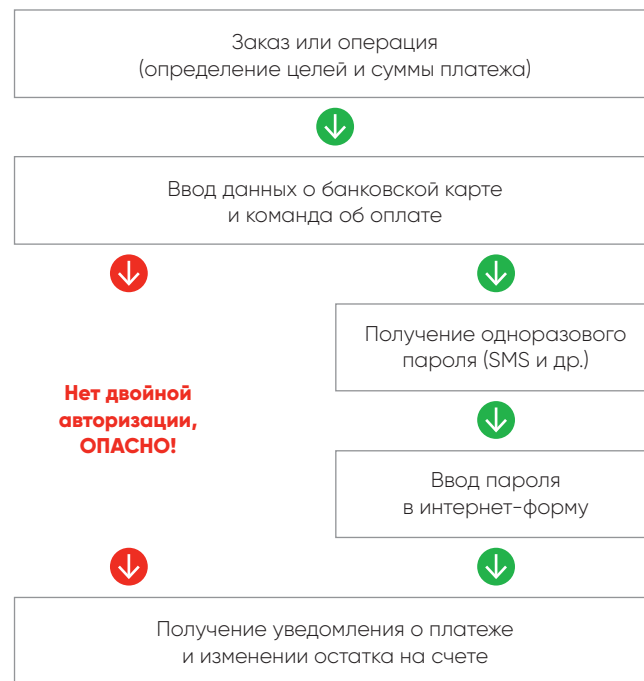 Заказ или операция
(определение целей и суммы платежа)
Ввод данных о банковской карте
и команда об оплате
Получение одноразового
пароля (SMS и др.)
Нет двойной
авторизации,
ОПАСНО!
Ввод пароля
в интернет-форму
Получение уведомления о платеже
и изменении остатка на счете